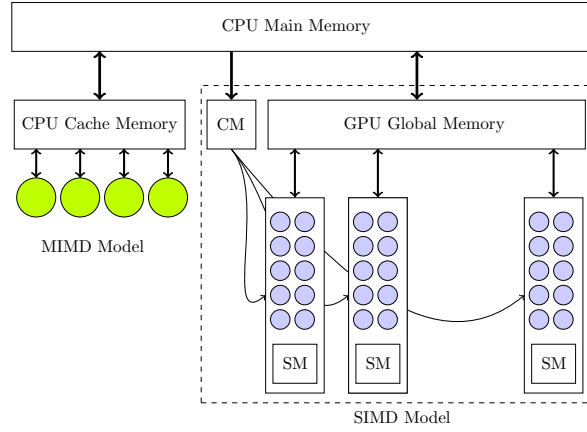 CPU Main Memory
CPU Cache Memory
CM
GPU Global Memory
MIMD Model
SM
SM
SM
SIMD Model